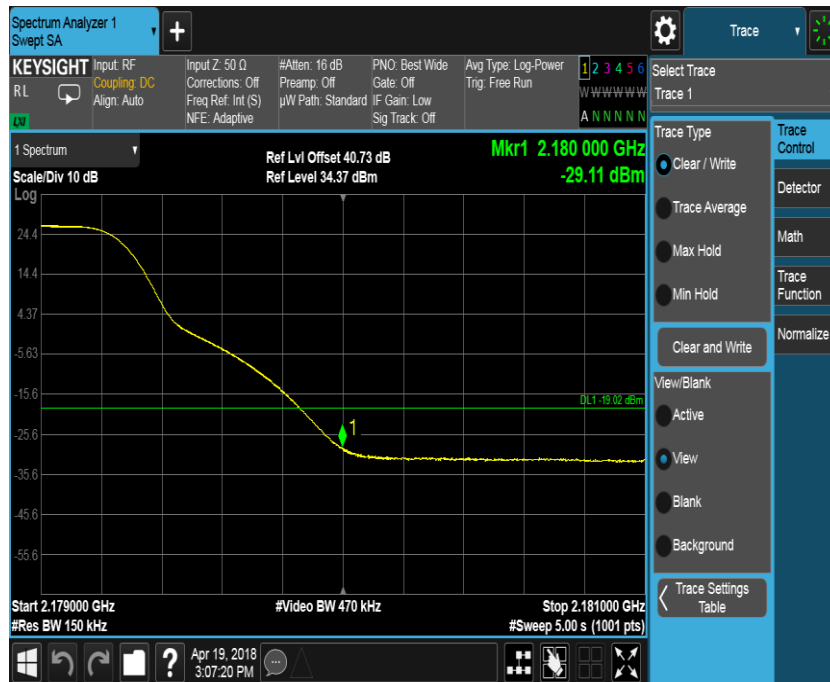 Spectrum Analyzer 1
Swept SA
+
Trace
KEYSIGHT
RL
LXI
Input: RF
Coupling: DC
Align: Auto
Input Z: 50 Ω
Corrections: Off
Freq Ref: Int (S)
NFE: Adaptive
#Atten: 16 dB
Preamp: Off
µW Path: Standard
PNO: Best Wide
Gate: Off
IF Gain: Low
Sig Track: Off
Avg Type: Log-Power
Trig: Free Run
1 2 3 4 5 6
W W W W W W
A N N N N N
Select Trace
Trace 1
1 Spectrum
Scale/Div 10 dB
Ref Lvl Offset 40.73 dB
Ref Level 34.37 dBm
Mkr1 2.180 000 GHz
-29.11 dBm
Log
24.4
14.4
4.37
-5.63
-15.6
-25.6
-35.6
-45.6
-55.6
DL1 -19.02 dBm
1
Start 2.179000 GHz
#Res BW 150 kHz
#Video BW 470 kHz
Stop 2.181000 GHz
#Sweep 5.00 s (1001 pts)
Trace Type
Clear / Write
Trace Average
Max Hold
Min Hold
Clear and Write
View/Blank
Active
View
Blank
Background
Trace Settings
Table
Trace
Control
Detector
Math
Trace
Function
Normalize
?
Apr 19, 2018
3:07:20 PM